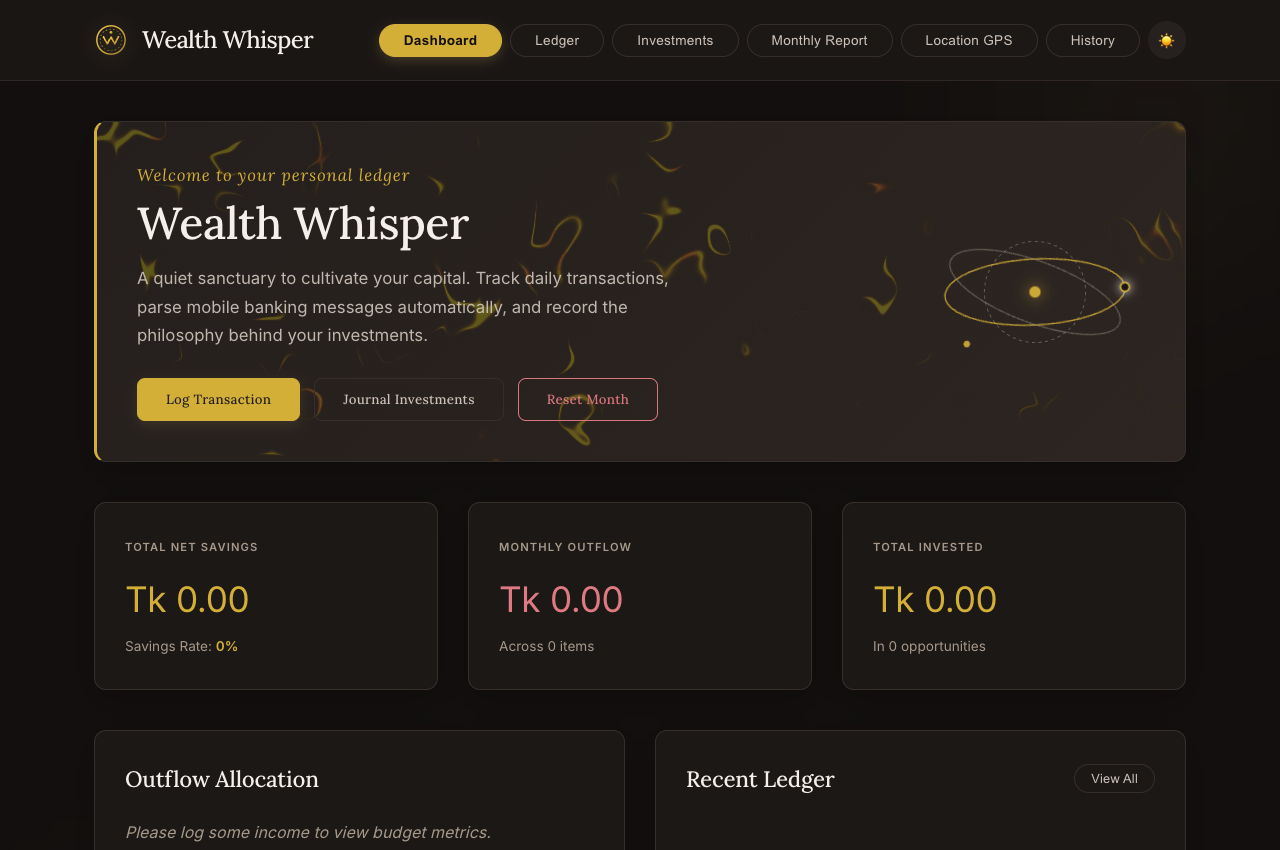 Wealth Whisper
Dashboard
Ledger
Investments
Monthly Report
Location GPS
History
Welcome to your personal ledger
Wealth Whisper
A quiet sanctuary to cultivate your capital. Track daily transactions,
parse mobile banking messages automatically, and record the
philosophy behind your investments.
Log Transaction
Journal Investments
Reset Month
TOTAL NET SAVINGS
Tk 0.00
Savings Rate: 0%
MONTHLY OUTFLOW
Tk 0.00
Across 0 items
TOTAL INVESTED
Tk 0.00
In 0 opportunities
Outflow Allocation
Please log some income to view budget metrics.
Recent Ledger
View All